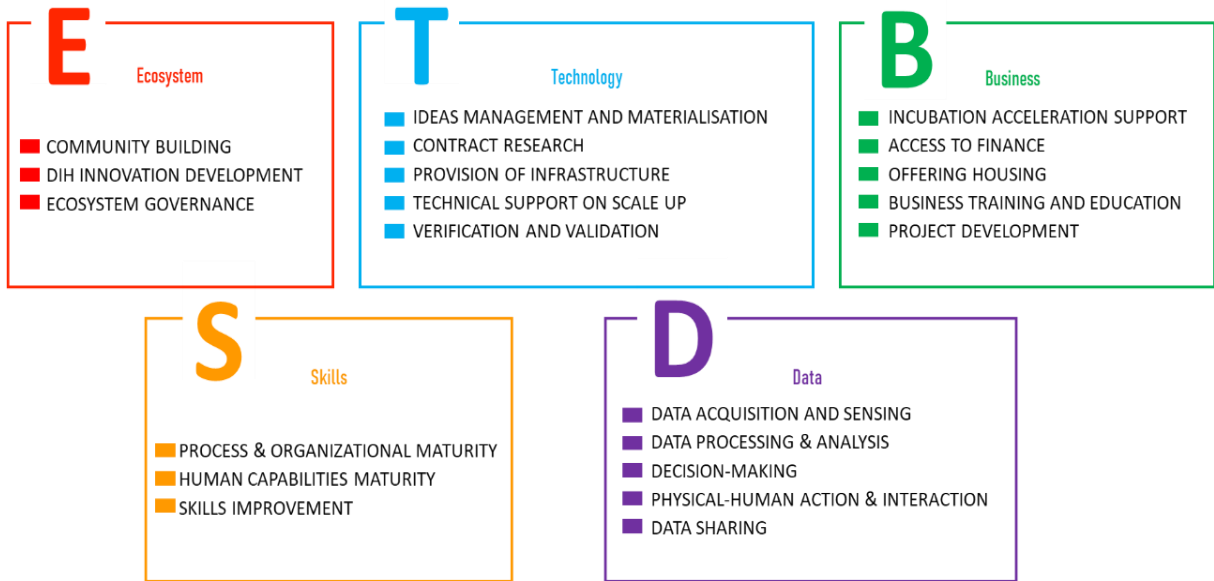 E
Ecosystem
COMMUNITY BUILDING
DIH INNOVATION DEVELOPMENT
ECOSYSTEM GOVERNANCE
T
Technology
IDEAS MANAGEMENT AND MATERIALISATION
CONTRACT RESEARCH
PROVISION OF INFRASTRUCTURE
TECHNICAL SUPPORT ON SCALE UP
VERIFICATION AND VALIDATION
B
Business
INCUBATION ACCELERATION SUPPORT
ACCESS TO FINANCE
OFFERING HOUSING
BUSINESS TRAINING AND EDUCATION
PROJECT DEVELOPMENT
S
Skills
PROCESS & ORGANIZATIONAL MATURITY
HUMAN CAPABILITIES MATURITY
SKILLS IMPROVEMENT
D
Data
DATA ACQUISITION AND SENSING
DATA PROCESSING & ANALYSIS
DECISION-MAKING
PHYSICAL-HUMAN ACTION & INTERACTION
DATA SHARING